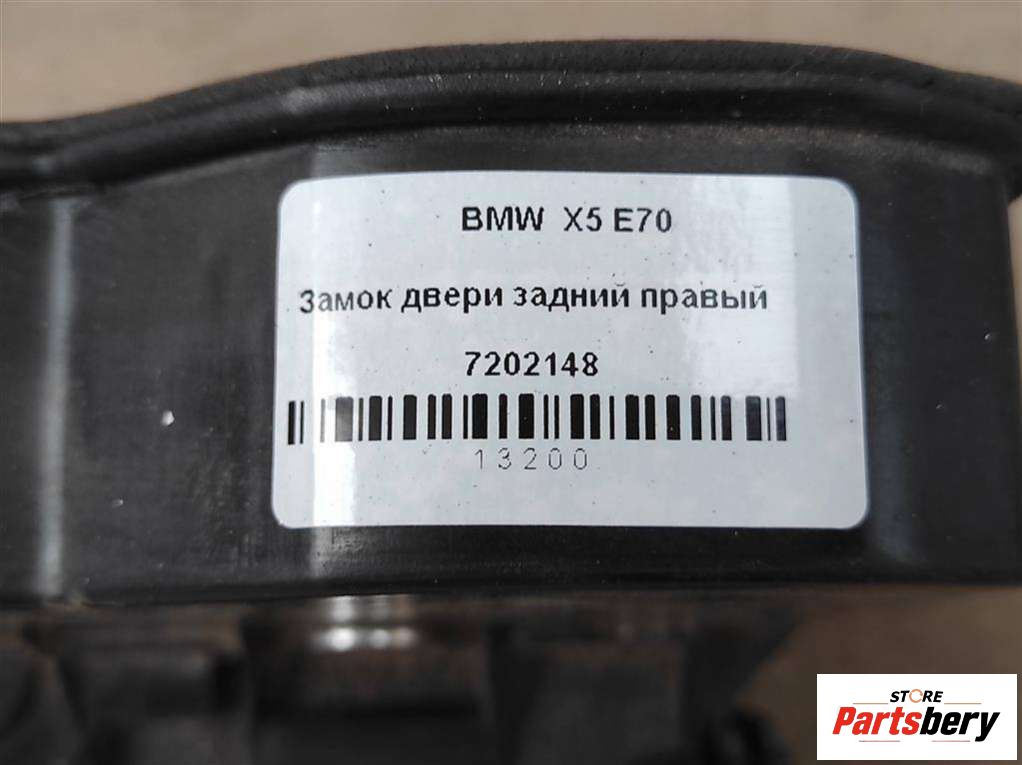 BMW X5 E70
Замок двери задний правый
7202148
13200
STORE
Partsbery